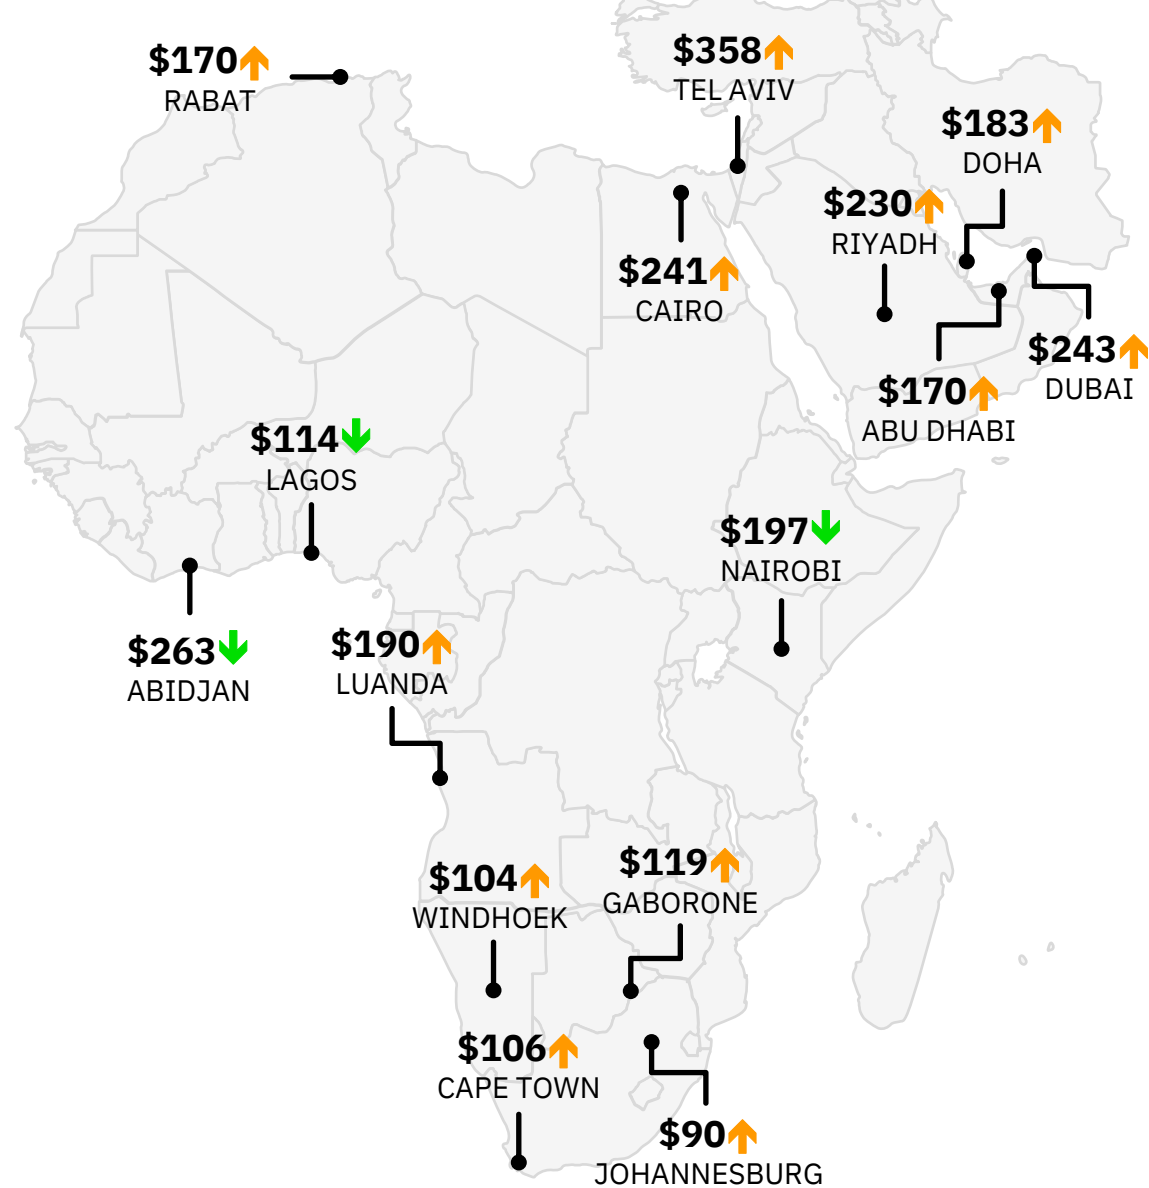 $170
RABAT
$358
TEL AVIV
$183
DOHA
$230
RIYADH
$241
CAIRO
$243
DUBAI
$170
ABU DHABI
$114
LAGOS
$197
NAIROBI
$263
ABIDJAN
$190
LUANDA
$104
WINDHOEK
$119
GABORONE
$106
CAPE TOWN
$90
JOHANNESBURG